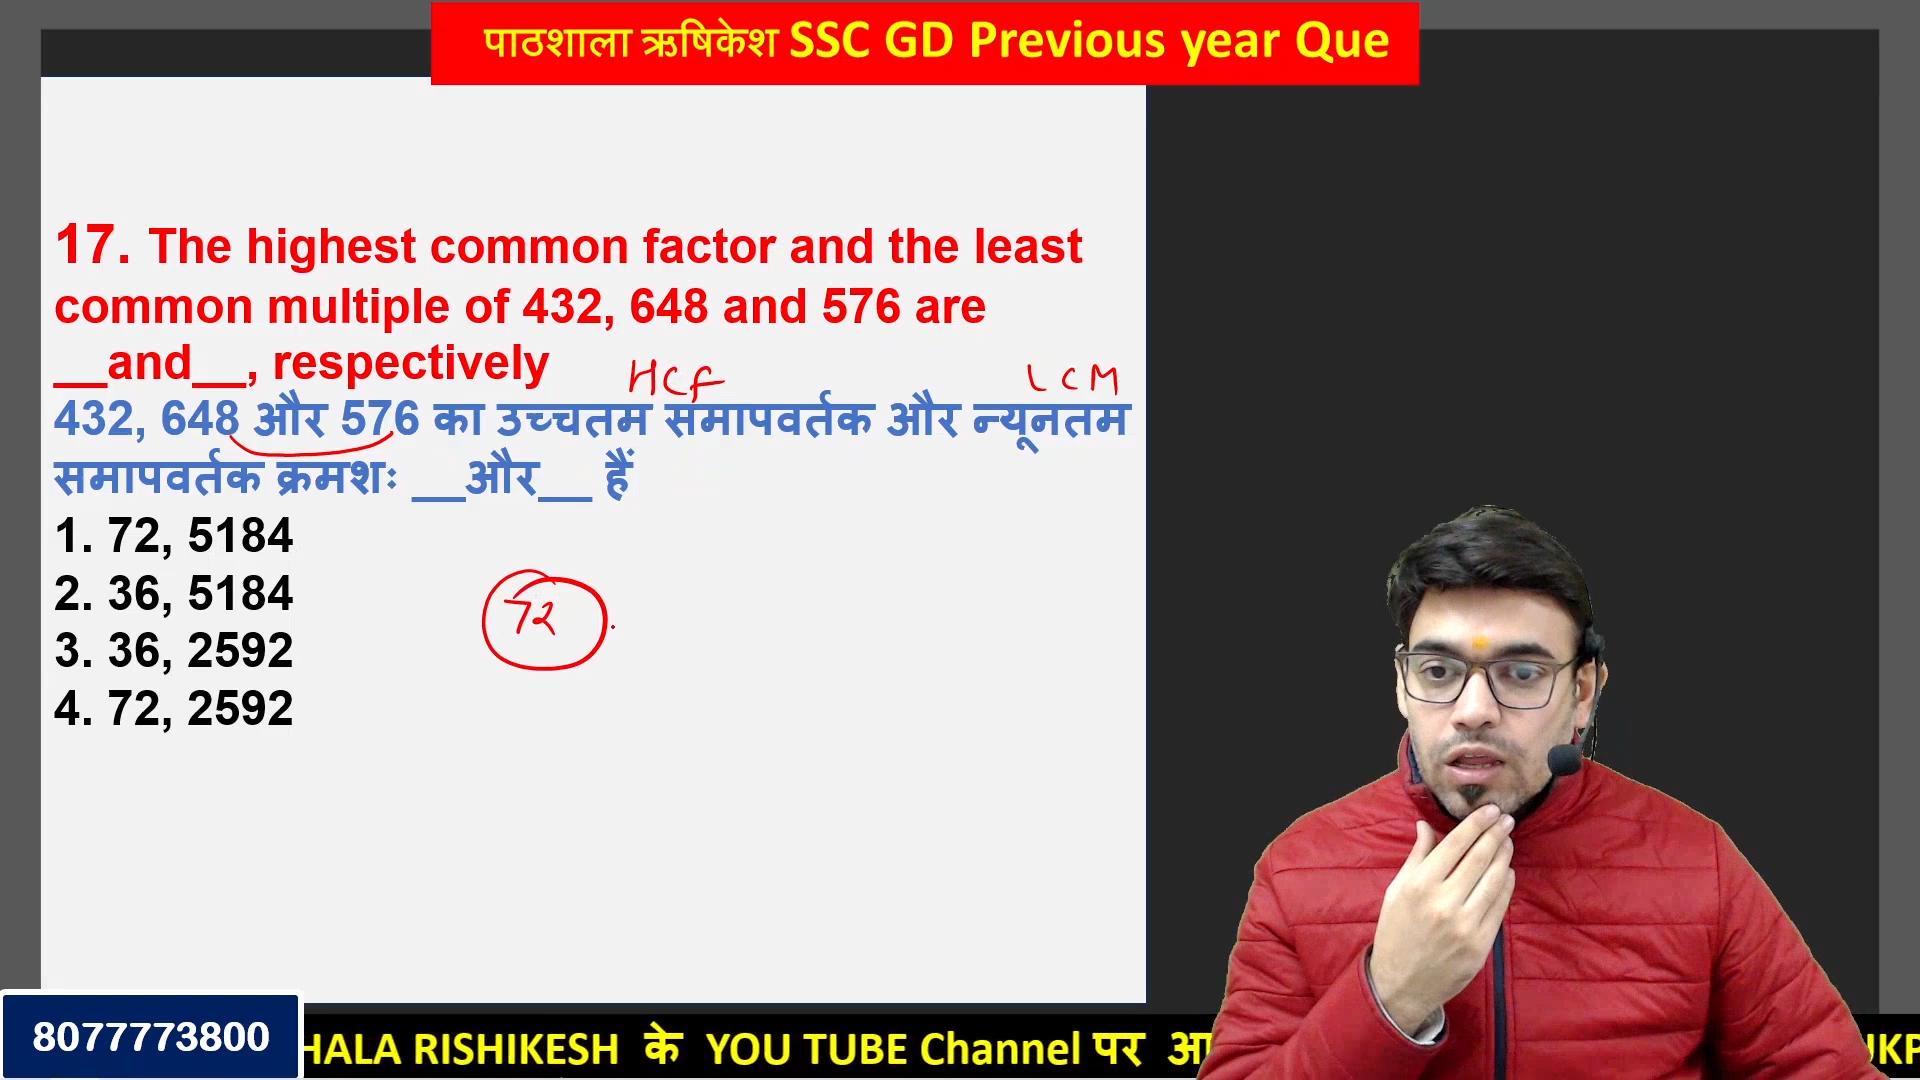 पाठशाला ऋषिकेश SSC GD Previous year Que
17. The highest common factor and the least
common multiple of 432, 648 and 576 are
__and__, respectively
HCF LCM
432, 648 और 576 का उच्चतम समापवर्तक और न्यूनतम
समापवर्तक क्रमशः __और__ हैं
1. 72, 5184
2. 36, 5184
72
3. 36, 2592
4. 72, 2592
8077773800
HALA RISHIKESH के YOU TUBE Channel पर